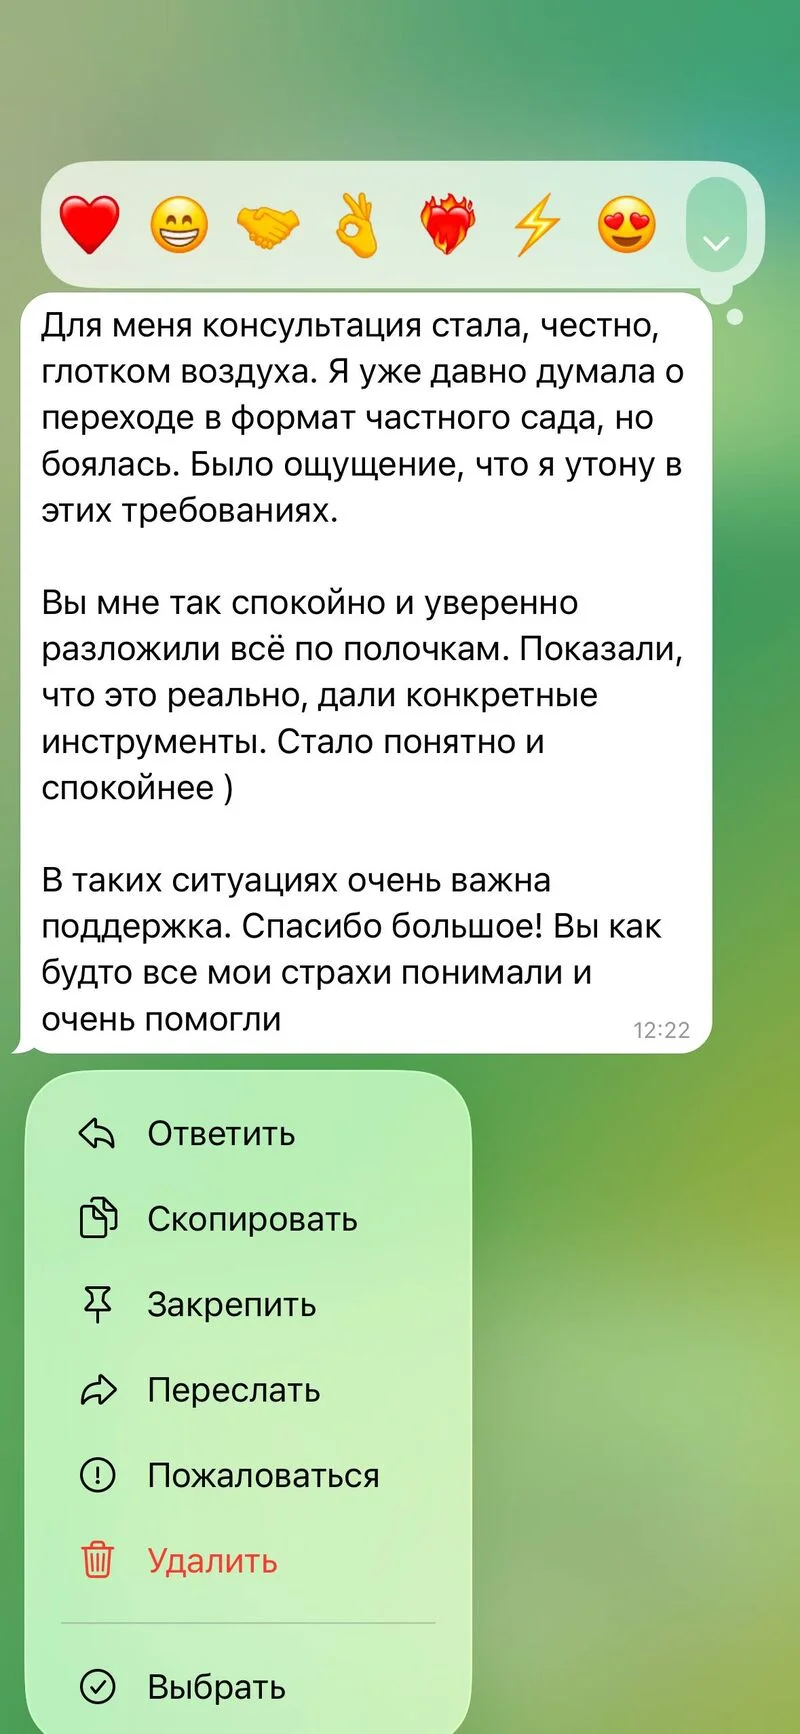 Для меня консультация стала, честно,
глотком воздуха. Я уже давно думала о
переходе в формат частного сада, но
боялась. Было ощущение, что я утону в
этих требованиях.
Вы мне так спокойно и уверенно
разложили всё по полочкам. Показали,
что это реально, дали конкретные
инструменты. Стало понятно и
спокойнее )
В таких ситуациях очень важна
поддержка. Спасибо большое! Вы как
будто все мои страхи понимали и
очень помогли
12:22
Ответить
Скопировать
Закрепить
Переслать
Пожаловаться
Удалить
Выбрать